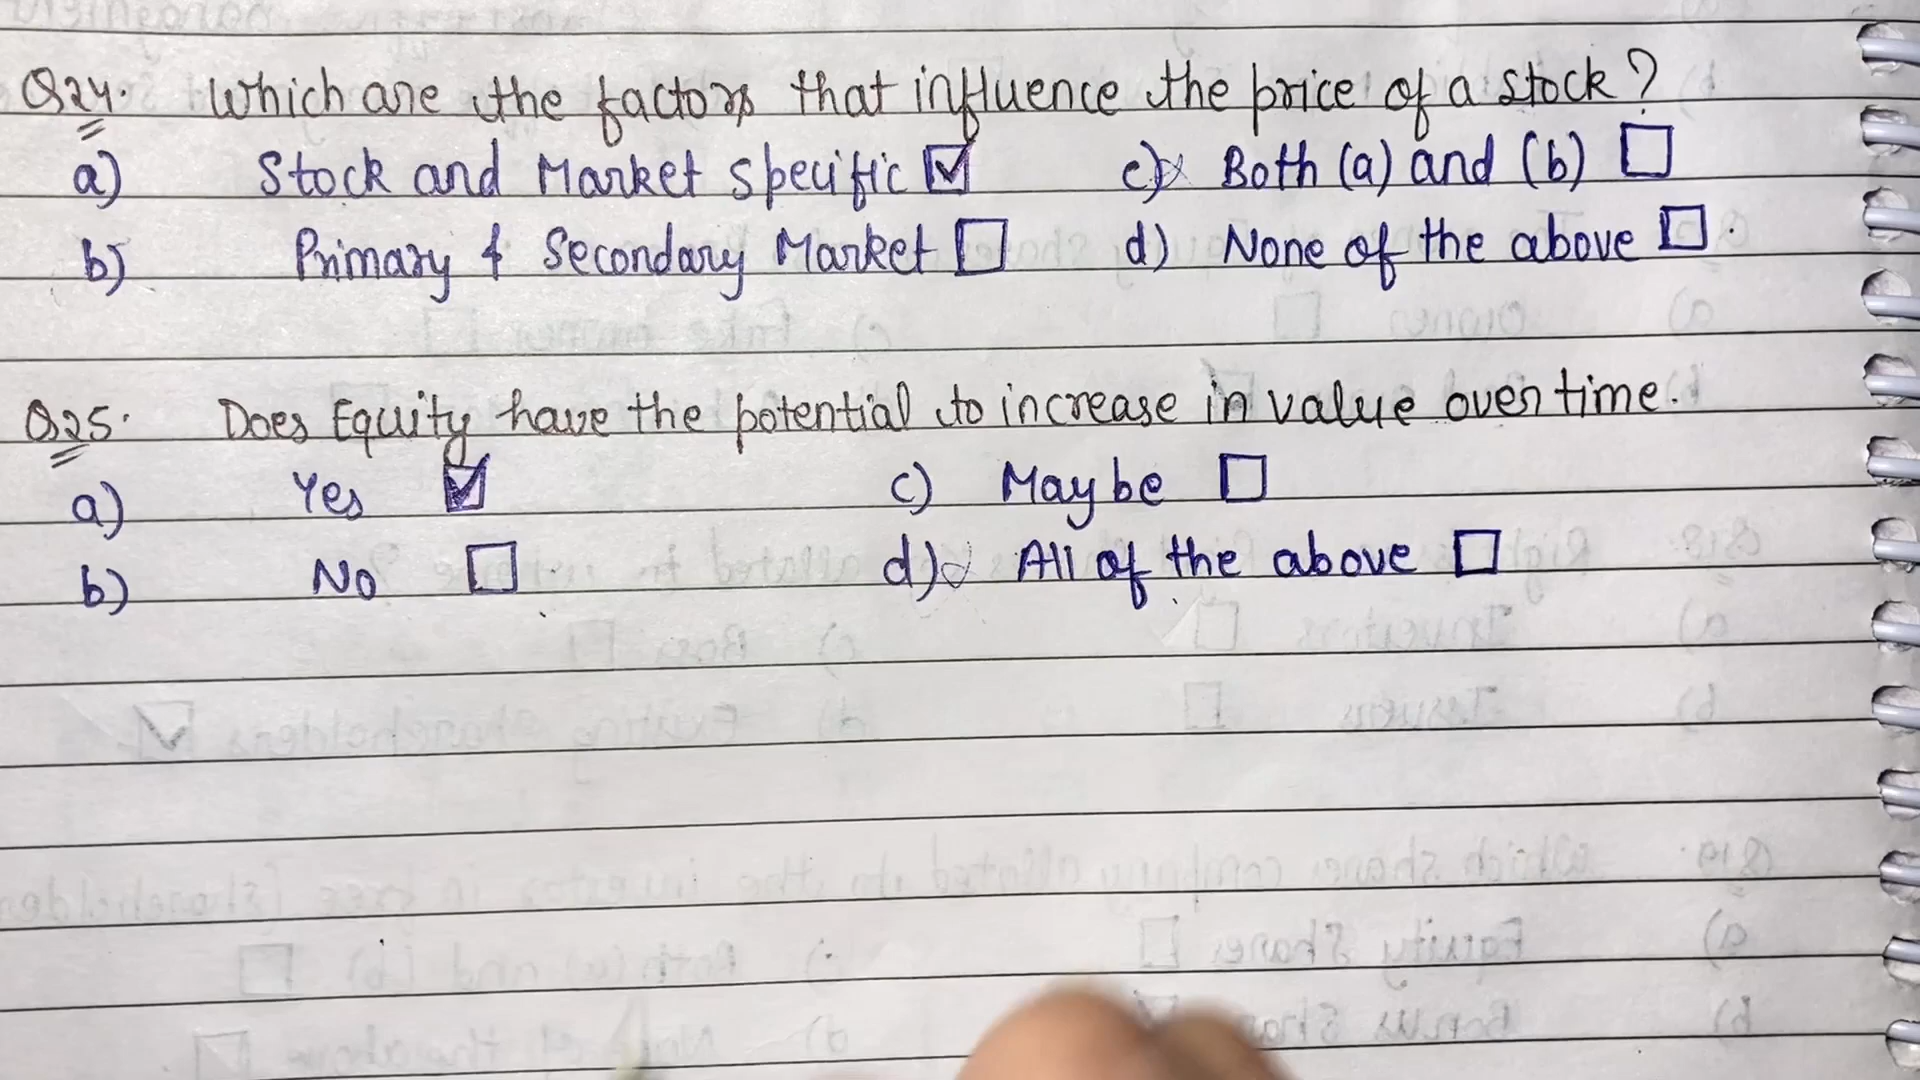 Q24. Which are the factors that influence the price of a stock?
a) Stock and Market specific ☑ c) Both (a) and (b) ☐
b) Primary & Secondary Market ☐ d) None of the above ☐.
Q25. Does Equity have the potential to increase in value over time.
a) Yes ☑ c) May be ☐
b) No ☐ d) All of the above ☐